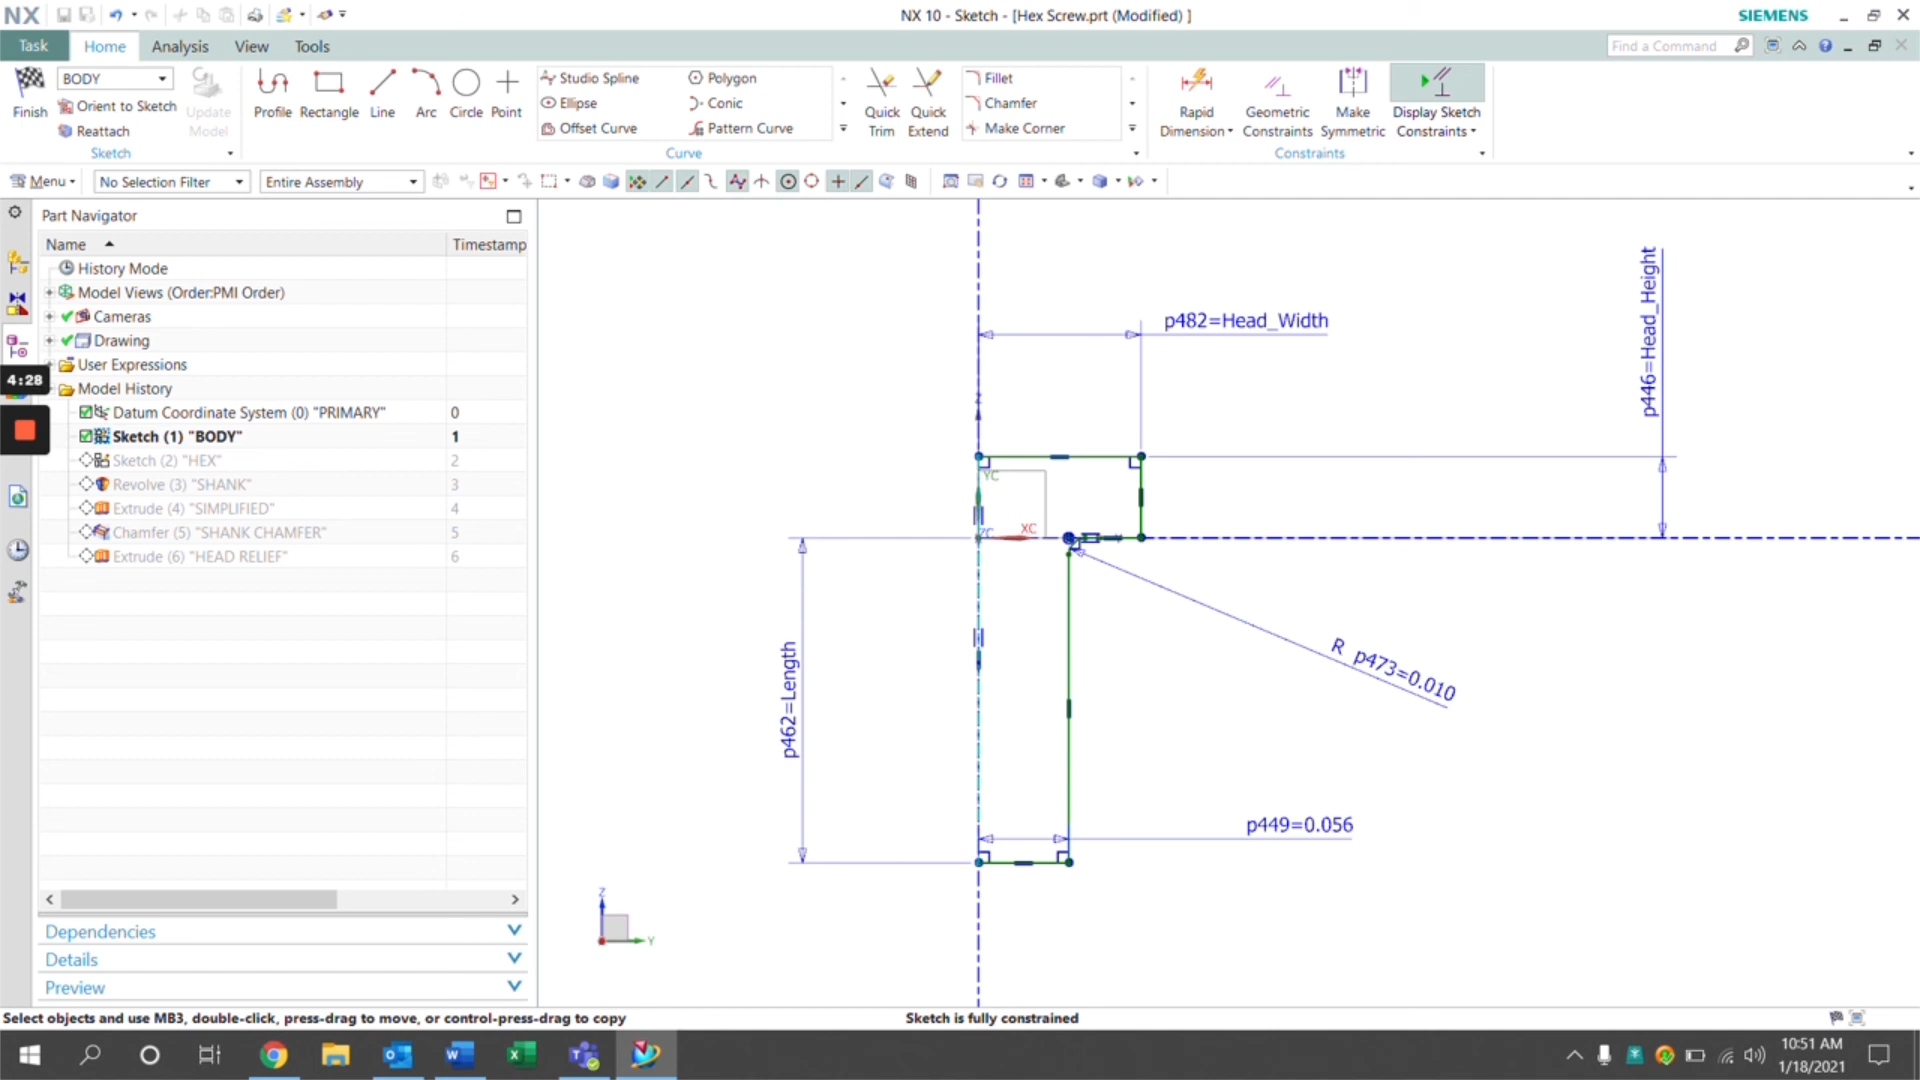 NX
NX 10 - Sketch - [Hex Screw.prt (Modified) ]
SIEMENS
Task Home Analysis View Tools
Find a Command
BODY
Finish
Orient to Sketch
Reattach
Update Model
Sketch
Profile Rectangle Line Arc Circle Point
Studio Spline Polygon
Ellipse Conic
Offset Curve Pattern Curve
Curve
Quick Trim
Quick Extend
Fillet
Chamfer
Make Corner
Rapid Dimension
Geometric Constraints
Make Symmetric
Display Sketch Constraints
Constraints
Menu No Selection Filter Entire Assembly
Part Navigator
Name Timestamp
History Mode
Model Views (Order:PMI Order)
Cameras
Drawing
User Expressions
4:28
Model History
Datum Coordinate System (0) "PRIMARY" 0
Sketch (1) "BODY" 1
Sketch (2) "HEX" 2
Revolve (3) "SHANK" 3
Extrude (4) "SIMPLIFIED" 4
Chamfer (5) "SHANK CHAMFER" 5
Extrude (6) "HEAD RELIEF" 6
Dependencies
Details
Preview
p482=Head_Width
p446=Head_Height
Z
YC
XC
ZC
R p473=0.010
p462=Length
p449=0.056
Z
Y
Select objects and use MB3, double-click, press-drag to move, or control-press-drag to copy
Sketch is fully constrained
10:51 AM
1/18/2021